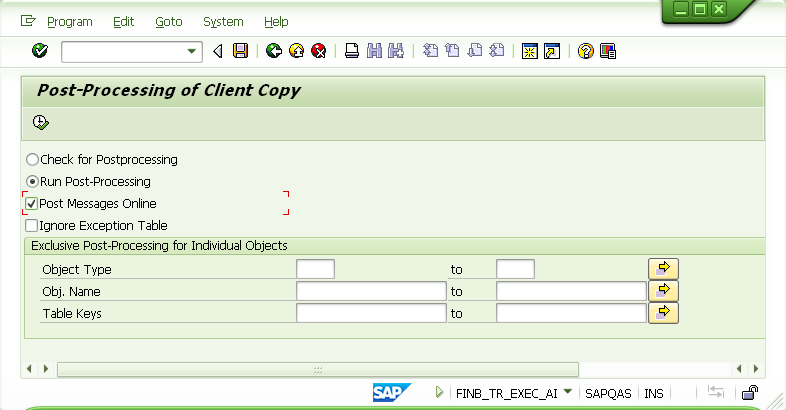 Program Edit Goto System Help
Post-Processing of Client Copy
Check for Postprocessing
Run Post-Processing
Post Messages Online
Ignore Exception Table
Exclusive Post-Processing for Individual Objects
Object Type to
Obj. Name to
Table Keys to
SAP FINB_TR_EXEC_AI SAPQAS INS